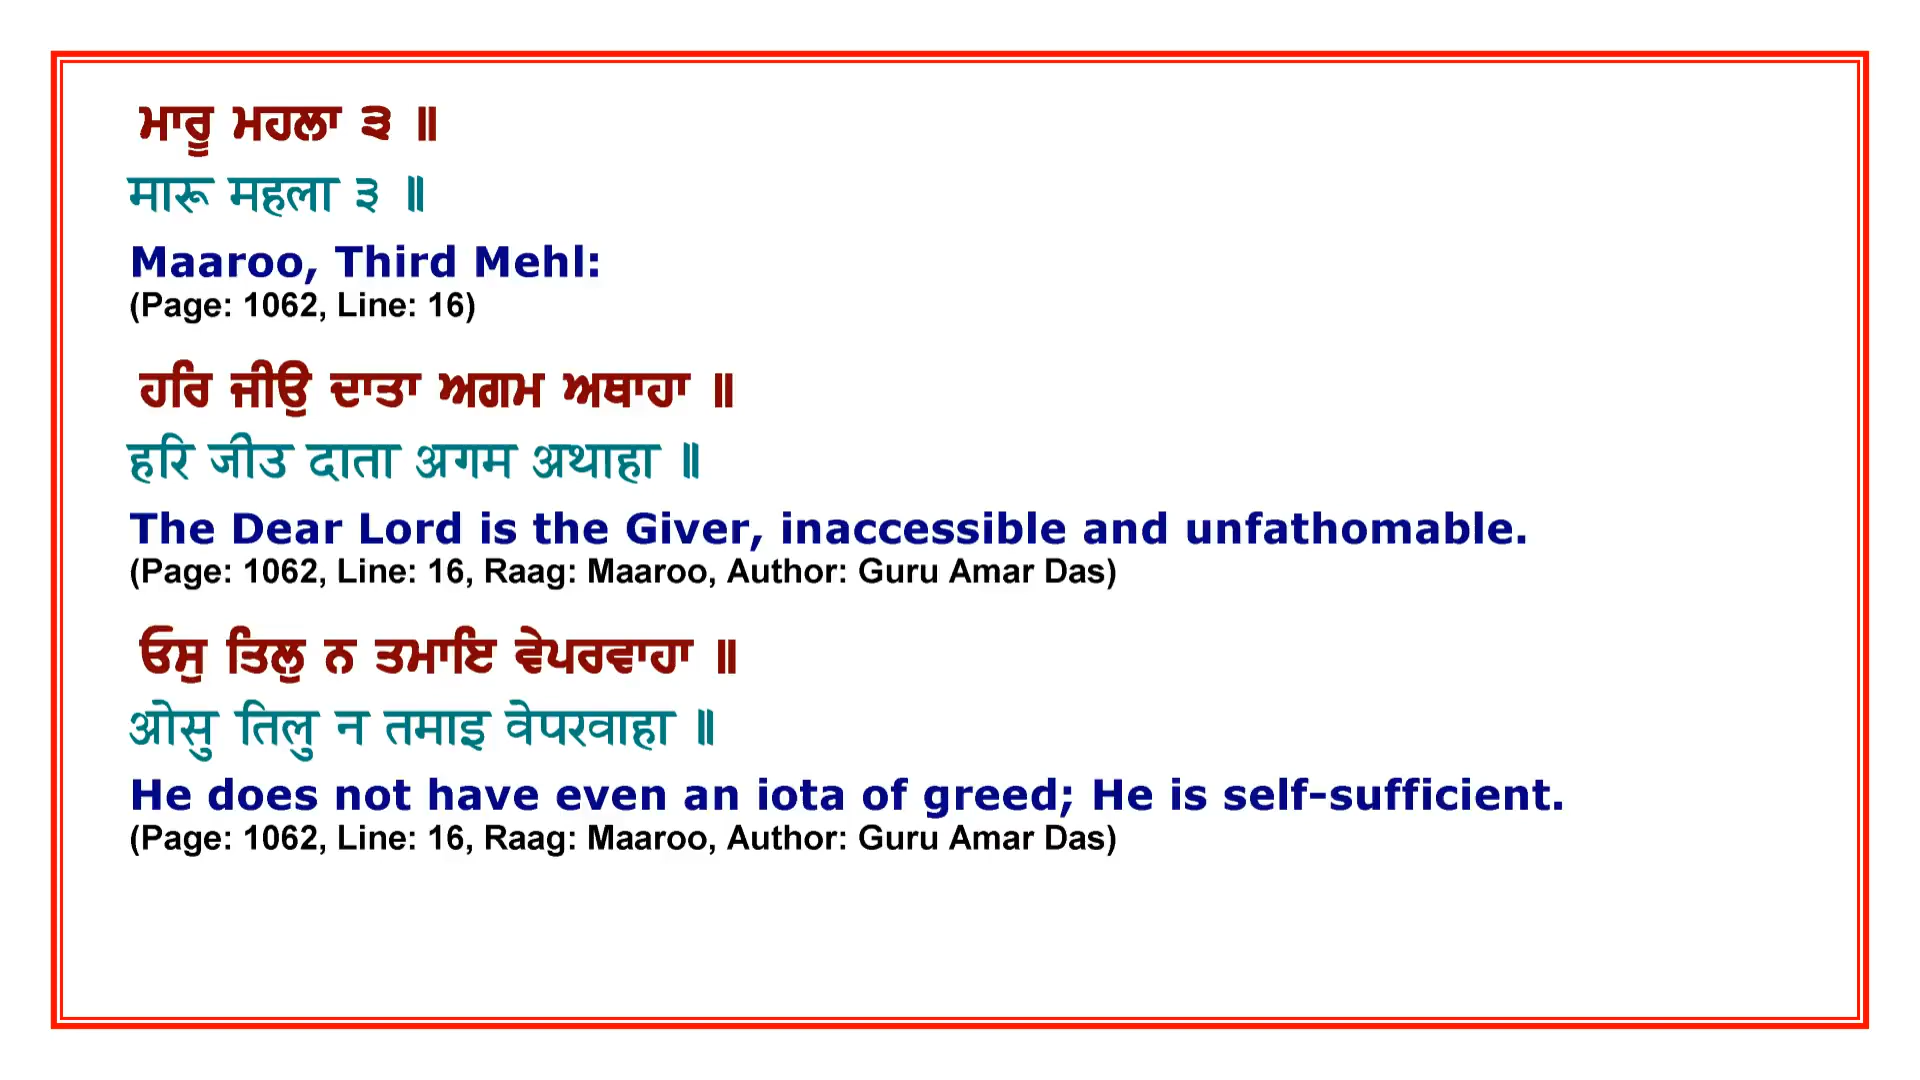 ਮਾਰੂ ਮਹਲਾ ੩ ॥
मारू महला ३ ॥
Maaroo, Third Mehl:
(Page: 1062, Line: 16)
ਹਰਿ ਜੀਉ ਦਾਤਾ ਅਗਮ ਅਥਾਹਾ ॥
हरि जीउ दाता अगम अथाहा ॥
The Dear Lord is the Giver, inaccessible and unfathomable.
(Page: 1062, Line: 16, Raag: Maaroo, Author: Guru Amar Das)
ਓਸੁ ਤਿਲੁ ਨ ਤਮਾਇ ਵੇਪਰਵਾਹਾ ॥
ओसु तिलु न तमाइ वेपरवाहा ॥
He does not have even an iota of greed; He is self-sufficient.
(Page: 1062, Line: 16, Raag: Maaroo, Author: Guru Amar Das)